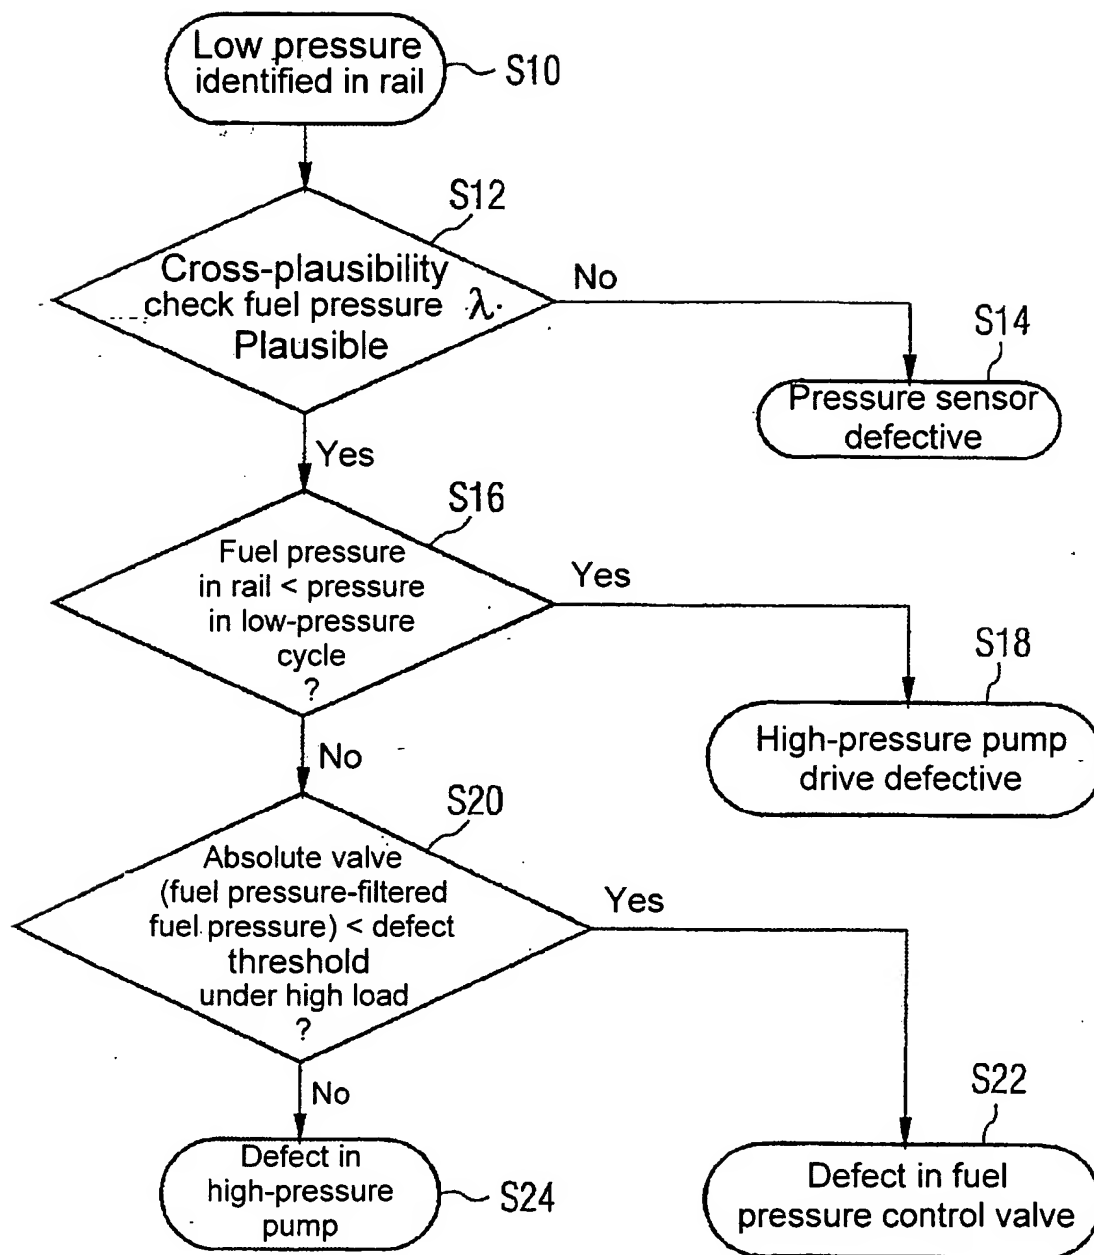 Low pressure
identified in rail
S10
S12
Cross-plausibility
check fuel pressure λ.
Plausible
No
S14
Pressure sensor
defective
Yes
S16
Fuel pressure
in rail < pressure
in low-pressure
cycle
?
Yes
S18
High-pressure pump
drive defective
No
S20
Absolute valve
(fuel pressure-filtered
fuel pressure) < defect
threshold
under high load
?
Yes
S22
Defect in fuel
pressure control valve
No
Defect in
high-pressure
pump
S24